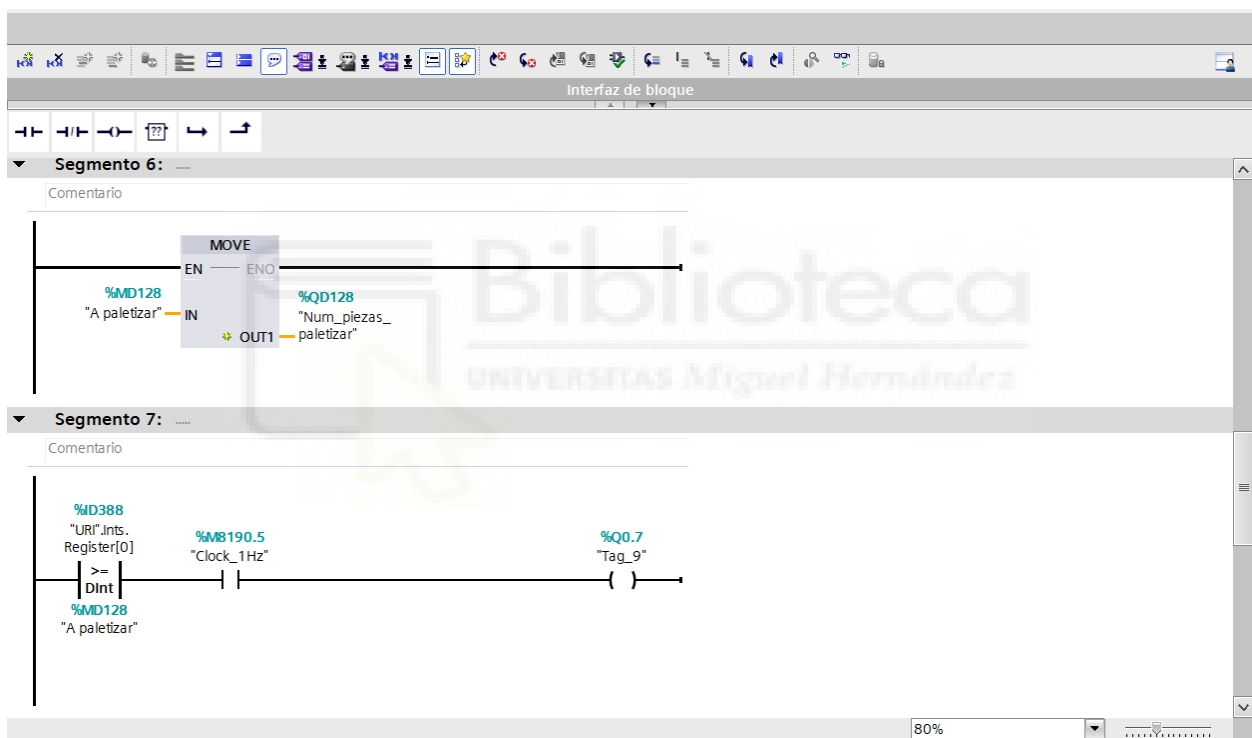 Interfaz de bloque
??
Segmento 6: .....
Comentario
MOVE
EN ENO
%MD128
"A paletizar"
IN
%QD128
"Num_piezas_
paletizar"
OUT1
Biblioteca
UNIVERSITAS Miguel Hernández
Segmento 7: .....
Comentario
%ID388
"URI".Ints.
Register[0]
>=
DInt
%MD128
"A paletizar"
%M8190.5
"Clock_1Hz"
%Q0.7
"Tag_9"
80%